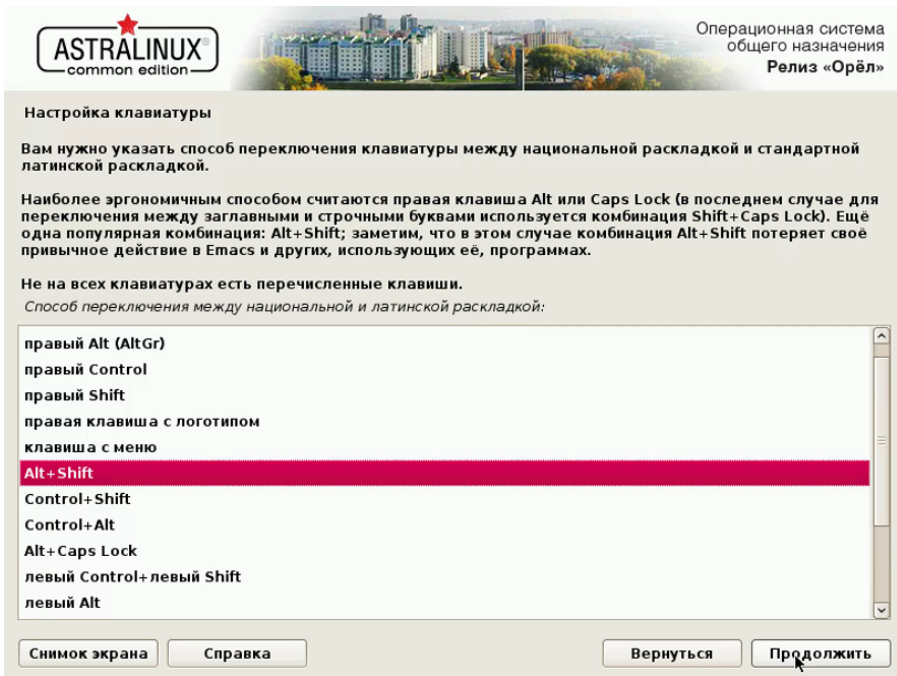 ASTRALINUX®
common edition
Операционная система
общего назначения
Релиз «Орёл»
Настройка клавиатуры
Вам нужно указать способ переключения клавиатуры между национальной раскладкой и стандартной
латинской раскладкой.
Наиболее эргономичным способом считаются правая клавиша Alt или Caps Lock (в последнем случае для
переключения между заглавными и строчными буквами используется комбинация Shift+Caps Lock). Ещё
одна популярная комбинация: Alt+Shift; заметим, что в этом случае комбинация Alt+Shift потеряет своё
привычное действие в Emacs и других, использующих её, программах.
Не на всех клавиатурах есть перечисленные клавиши.
Способ переключения между национальной и латинской раскладкой:
правый Alt (AltGr)
правый Control
правый Shift
правая клавиша с логотипом
клавиша с меню
Alt+Shift
Control+Shift
Control+Alt
Alt+Caps Lock
левый Control+левый Shift
левый Alt
Снимок экрана
Справка
Вернуться
Продолжить